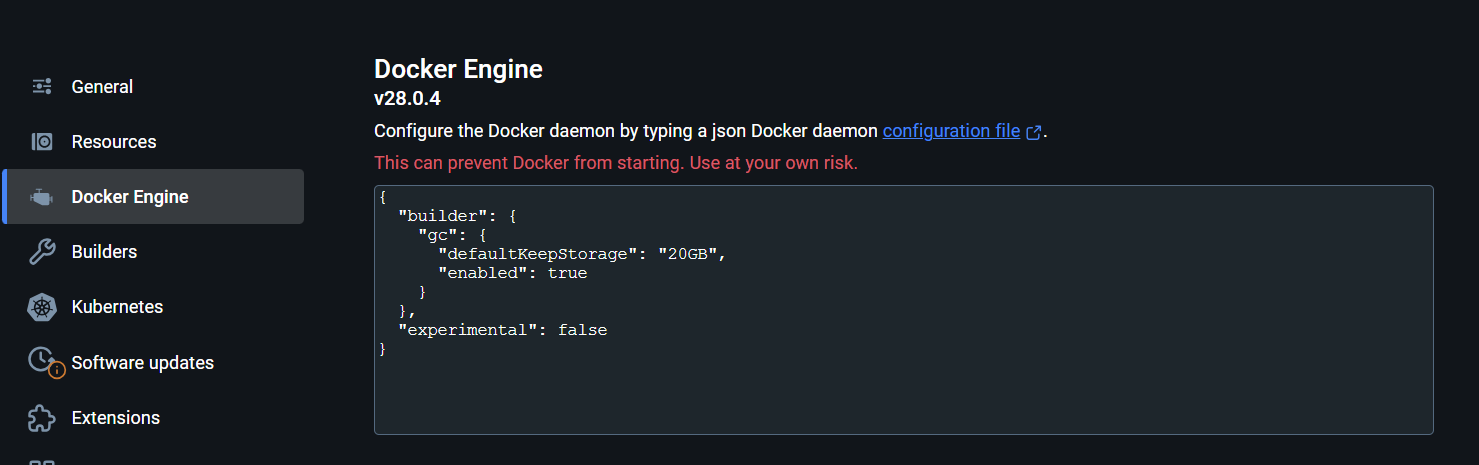 General
Resources
Docker Engine
Builders
Kubernetes
Software updates
Extensions
Docker Engine
v28.0.4
Configure the Docker daemon by typing a json Docker daemon configuration file.
This can prevent Docker from starting. Use at your own risk.
{
  "builder": {
    "gc": {
      "defaultKeepStorage": "20GB",
      "enabled": true
    }
  },
  "experimental": false
}